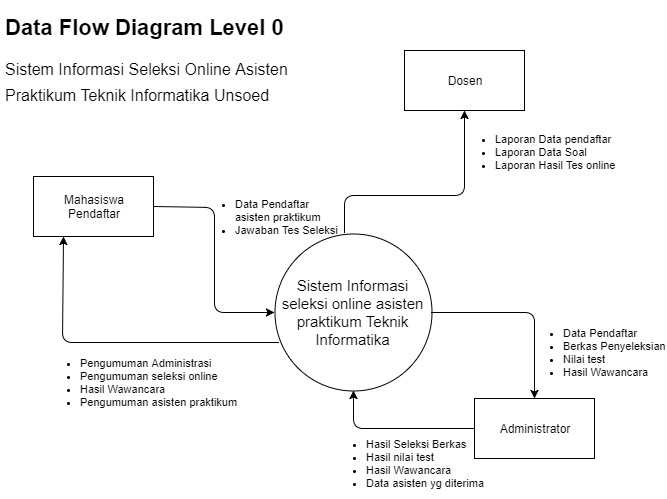 Data Flow Diagram Level 0
Sistem Informasi Seleksi Online Asisten
Praktikum Teknik Informatika Unsoed
Dosen
• Laporan Data pendaftar
• Laporan Data Soal
• Laporan Hasil Tes online
Mahasiswa
Pendaftar
• Data Pendaftar
asisten praktikum
• Jawaban Tes Seleksi
Sistem Informasi
seleksi online asisten
praktikum Teknik
Informatika
• Data Pendaftar
• Berkas Penyeleksian
• Nilai test
• Hasil Wawancara
• Pengumuman Administrasi
• Pengumuman seleksi online
• Hasil Wawancara
• Pengumuman asisten praktikum
Administrator
• Hasil Seleksi Berkas
• Hasil nilai test
• Hasil Wawancara
• Data asisten yg diterima